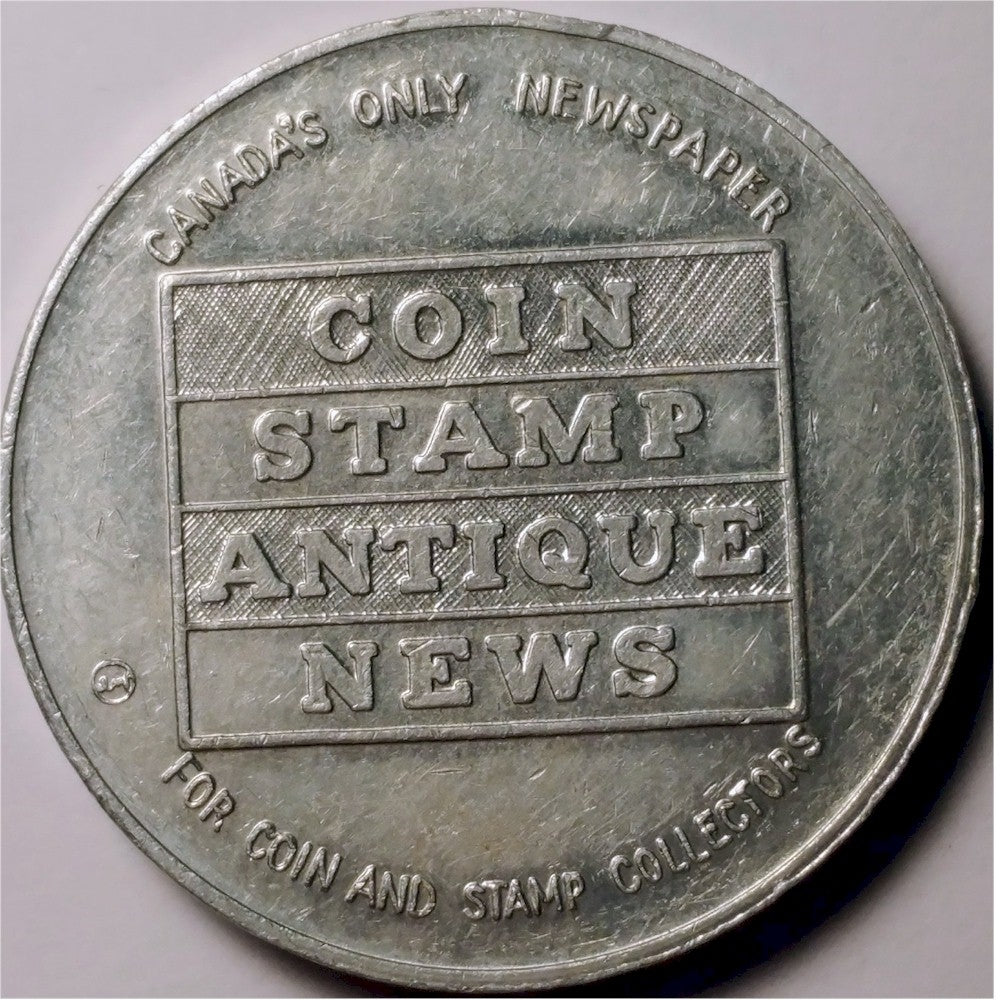 CANADA'S ONLY NEWSPAPER
COIN
STAMP
ANTIQUE
NEWS
FOR COIN AND STAMP COLLECTORS